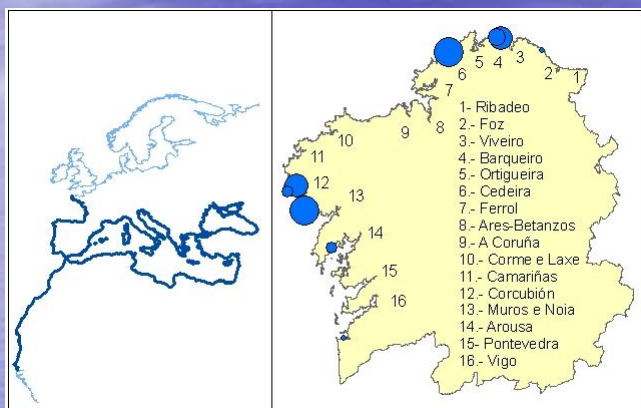 1
2
3
4
5
6
7
8
9
10
11
12
13
14
15
16
1- Ribadeo
2.- Foz
3.- Viveiro
4.- Barqueiro
5.- Ortigueira
6.- Cedeira
7.- Ferrol
8.- Ares-Betanzos
9.- A Coruña
10.- Corme e Laxe
11.- Camariñas
12.- Corcubión
13.- Muros e Noia
14.- Arousa
15- Pontevedra
16.- Vigo